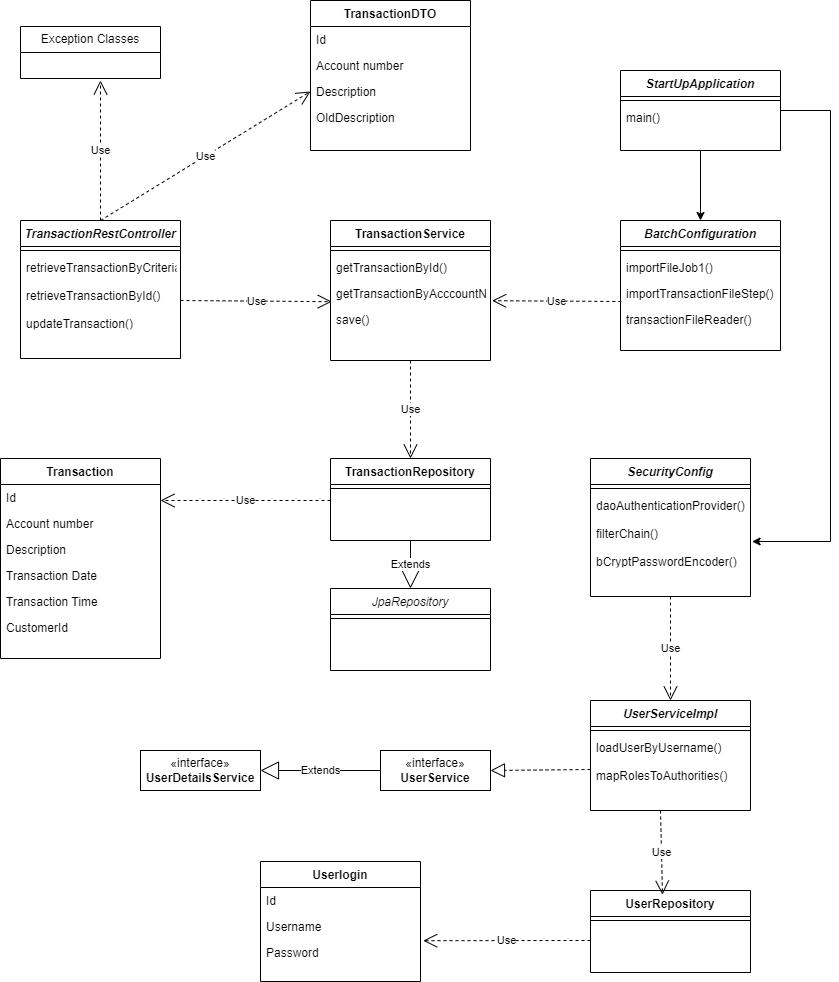 TransactionDTO
Id
Account number
Description
OldDescription
Exception Classes
StartUpApplication
main()
Use
Use
TransactionRestController
retrieveTransactionByCriteria
retrieveTransactionById()
updateTransaction()
Use
TransactionService
getTransactionById()
getTransactionByAcccountN
save()
Use
BatchConfiguration
importFileJob1()
importTransactionFileStep()
transactionFileReader()
Use
Transaction
Id
Account number
Description
Transaction Date
Transaction Time
CustomerId
Use
TransactionRepository
Extends
JpaRepository
SecurityConfig
daoAuthenticationProvider()
filterChain()
bCryptPasswordEncoder()
Use
UserServiceImpl
loadUserByUsername()
mapRolesToAuthorities()
«interface»
UserDetailsService
Extends
«interface»
UserService
Use
Userlogin
Id
Username
Password
Use
UserRepository